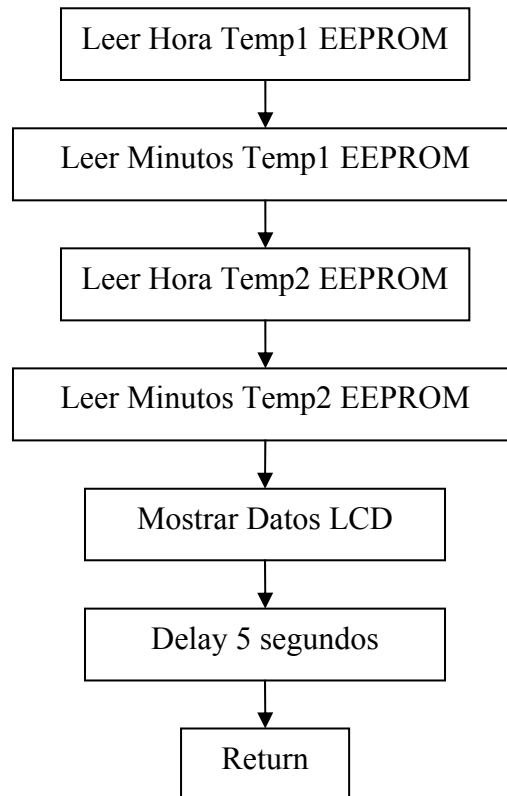 Leer Hora Temp1 EEPROM
Leer Minutos Temp1 EEPROM
Leer Hora Temp2 EEPROM
Leer Minutos Temp2 EEPROM
Mostrar Datos LCD
Delay 5 segundos
Return